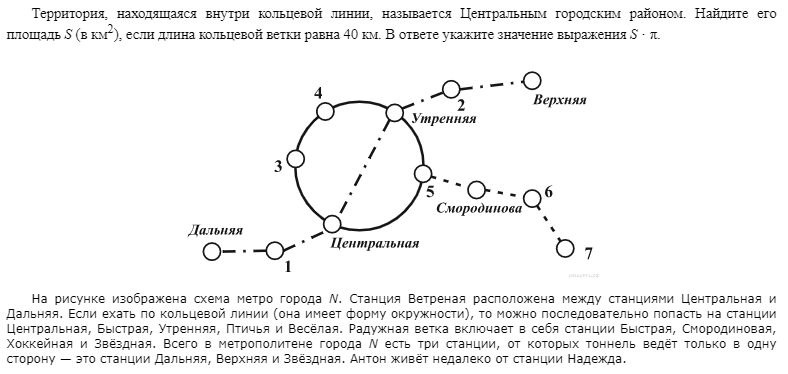 Территория, находящаяся внутри кольцевой линии, называется Центральным городским районом. Найдите его
площадь S (в км²), если длина кольцевой ветки равна 40 км. В ответе укажите значение выражения S · π.
4
2
Верхняя
Утренняя
3
5
6
Смородинова
Дальняя
Центральная
1
7
На рисунке изображена схема метро города N. Станция Ветреная расположена между станциями Центральная и
Дальняя. Если ехать по кольцевой линии (она имеет форму окружности), то можно последовательно попасть на станции
Центральная, Быстрая, Утренняя, Птичья и Весёлая. Радужная ветка включает в себя станции Быстрая, Смородиновая,
Хоккейная и Звёздная. Всего в метрополитене города N есть три станции, от которых тоннель ведёт только в одну
сторону — это станции Дальняя, Верхняя и Звёздная. Антон живёт недалеко от станции Надежда.